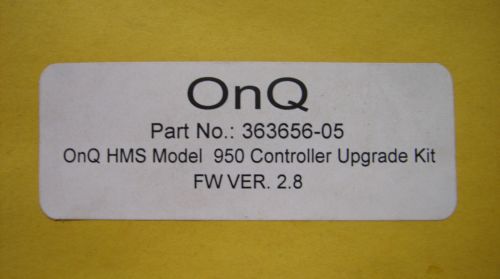 OnQ
Part No.: 363656-05
OnQ HMS Model 950 Controller Upgrade Kit
FW VER. 2.8